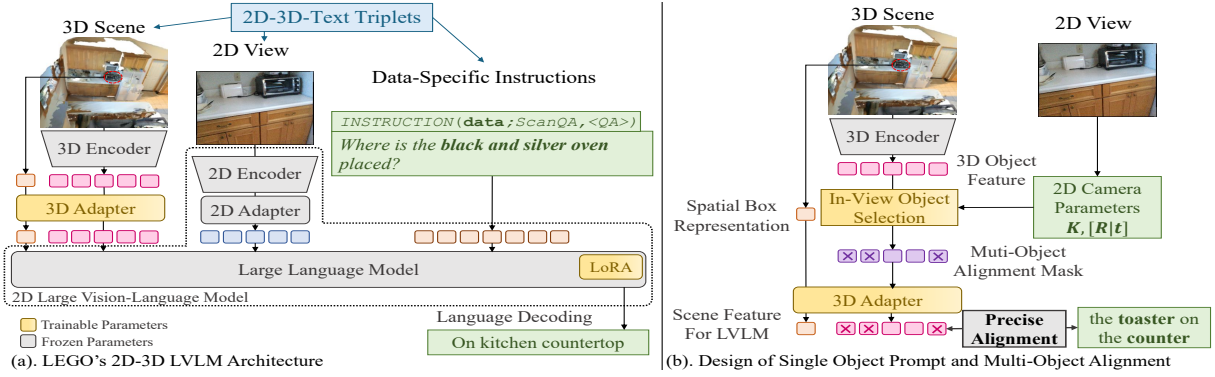 2D-3D-Text Triplets
3D Scene
2D View
Data-Specific Instructions
INSTRUCTION(data;ScanQA,<QA>)
Where is the black and silver oven
placed?
3D Encoder
2D Encoder
3D Adapter
2D Adapter
Large Language Model
LoRA
2D Large Vision-Language Model
Trainable Parameters
Frozen Parameters
Language Decoding
On kitchen countertop
(a). LEGO's 2D-3D LVLM Architecture
3D Scene
2D View
3D Encoder
3D Object
Feature
In-View Object
Selection
2D Camera
Parameters
K, [R|t]
Spatial Box
Representation
Muti-Object
Alignment Mask
3D Adapter
Scene Feature
For LVLM
Precise
Alignment
the toaster on
the counter
(b). Design of Single Object Prompt and Multi-Object Alignment